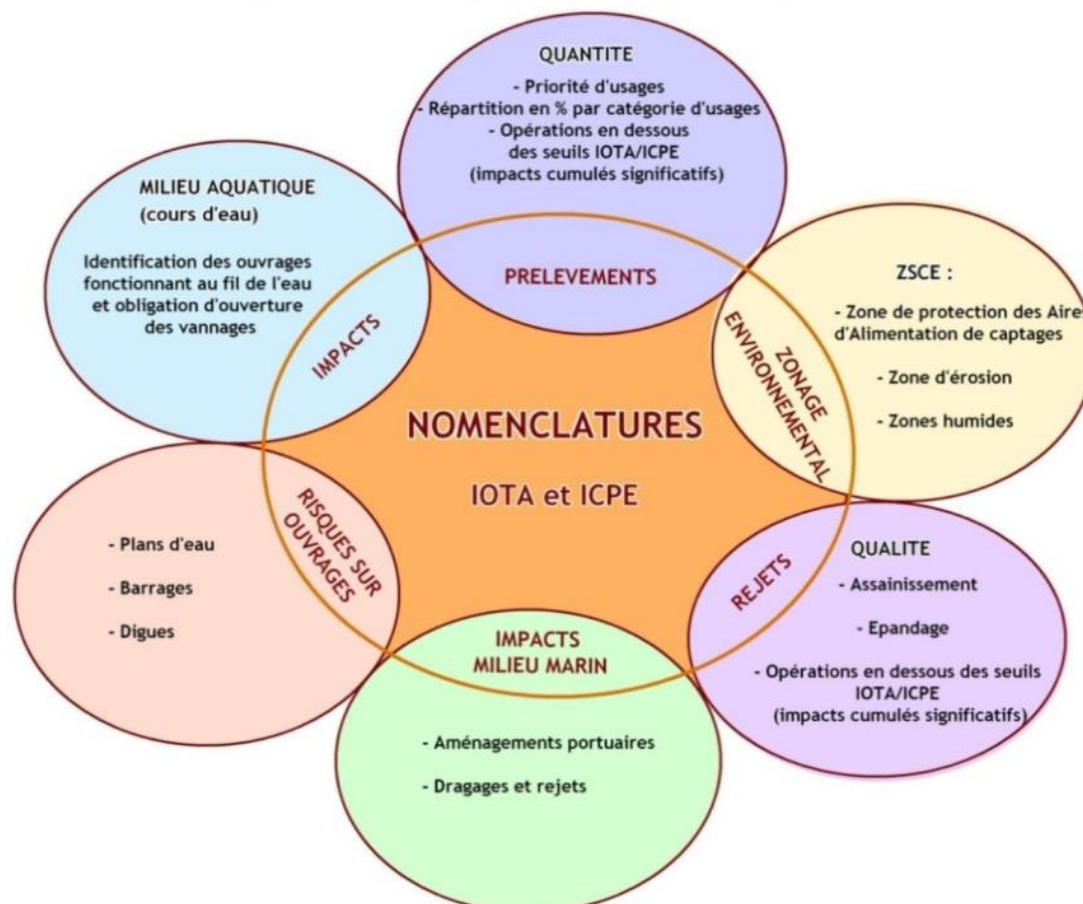 QUANTITE
- Priorité d'usages
- Répartition en % par catégorie d'usages
- Opérations en dessous
des seuils IOTA/ICPE
(impacts cumulés significatifs)
PRELEVEMENTS
MILIEU AQUATIQUE
(cours d'eau)
Identification des ouvrages
fonctionnant au fil de l'eau
et obligation d'ouverture
des vannages
IMPACTS
ZSCE :
- Zone de protection des Aires
d'Alimentation de captages
- Zone d'érosion
- Zones humides
ZONAGE
ENVIRONNEMENTAL
NOMENCLATURES
IOTA et ICPE
- Plans d'eau
- Barrages
- Digues
RISQUES SUR
OUVRAGES
QUALITE
- Assainissement
- Epandage
- Opérations en dessous des seuils
IOTA/ICPE
(impacts cumulés significatifs)
REJETS
IMPACTS
MILIEU MARIN
- Aménagements portuaires
- Dragages et rejets